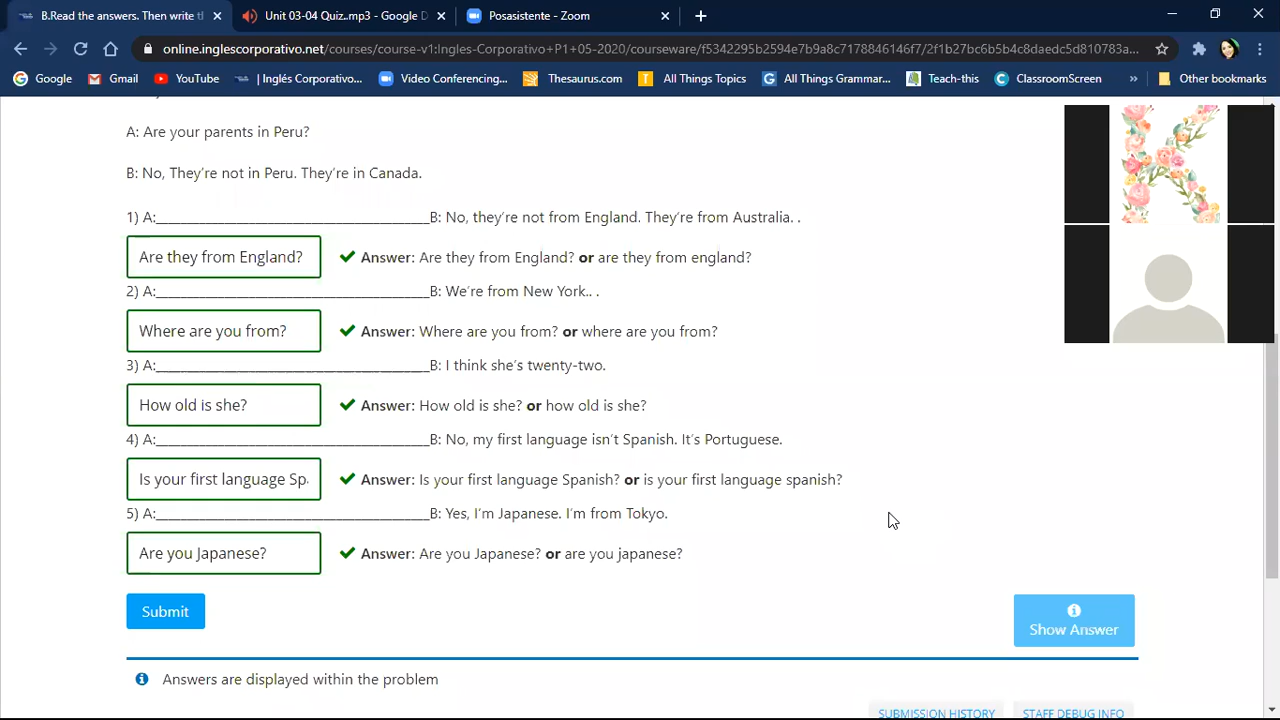 B.Read the answers. Then write t
Unit 03-04 Quiz..mp3 - Google D
Posasistente - Zoom
online.inglescorporativo.net/courses/course-v1:Ingles-Corporativo+P1+05-2020/courseware/f5342295b2594e7b9a8c7178846146f7/2f1b27bc6b5b4c8daedc5d810783a...
Google
Gmail
YouTube
| Inglés Corporativo...
Video Conferencing...
Thesaurus.com
All Things Topics
All Things Grammar...
Teach-this
ClassroomScreen
»
Other bookmarks
A: Are your parents in Peru?
B: No, They're not in Peru. They're in Canada.
1) A:___________________________________B: No, they're not from England. They're from Australia. .
Are they from England?
Answer: Are they from England? or are they from england?
2) A:___________________________________B: We're from New York.. .
Where are you from?
Answer: Where are you from? or where are you from?
3) A:___________________________________B: I think she's twenty-two.
How old is she?
Answer: How old is she? or how old is she?
4) A:___________________________________B: No, my first language isn't Spanish. It's Portuguese.
Is your first language Sp
Answer: Is your first language Spanish? or is your first language spanish?
5) A:___________________________________B: Yes, I'm Japanese. I'm from Tokyo.
Are you Japanese?
Answer: Are you Japanese? or are you japanese?
Submit
Show Answer
Answers are displayed within the problem
SUBMISSION HISTORY
STAFF DEBUG INFO
K